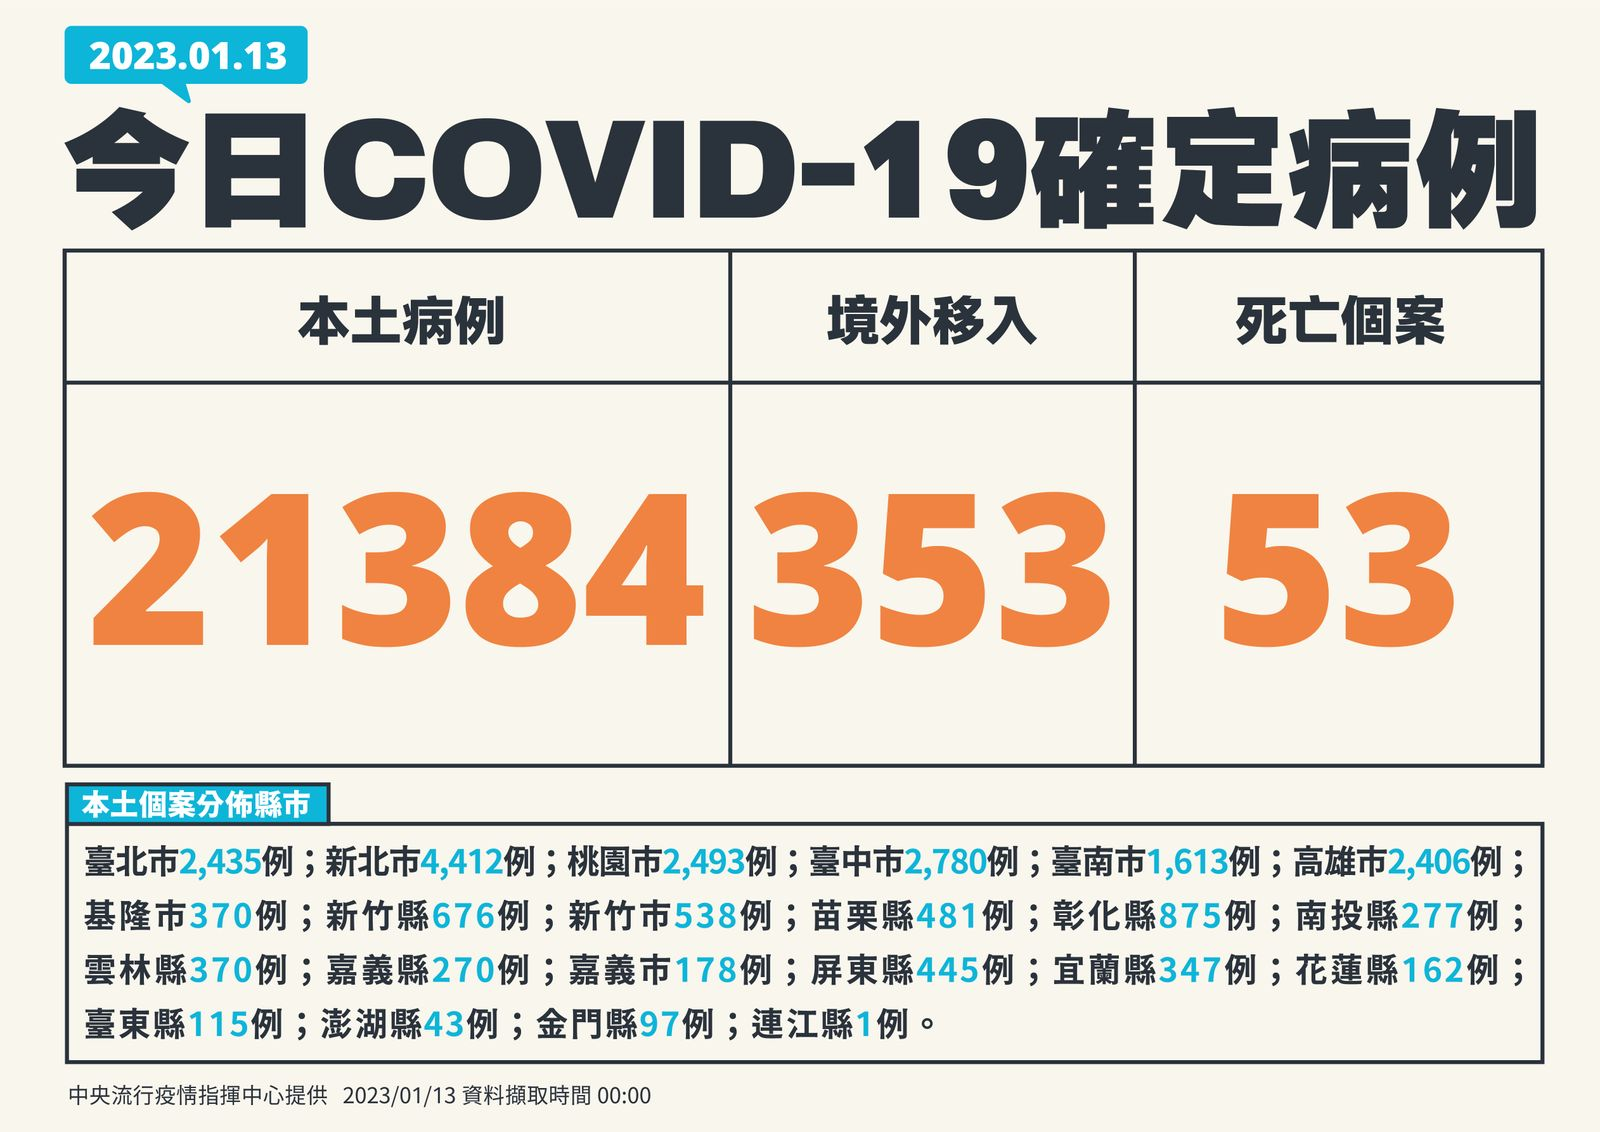 2023.01.13
今日COVID-19確定病例
本土病例 境外移入 死亡個案
21384 353 53
本土個案分佈縣市
臺北市2,435例；新北市4,412例；桃園市2,493例；臺中市2,780例；臺南市1,613例；高雄市2,406例；
基隆市370例；新竹縣676例；新竹市538例；苗栗縣481例；彰化縣875例；南投縣277例；
雲林縣370例；嘉義縣270例；嘉義市178例；屏東縣445例；宜蘭縣347例；花蓮縣162例；
臺東縣115例；澎湖縣43例；金門縣97例；連江縣1例。
中央流行疫情指揮中心提供 2023/01/13 資料擷取時間 00:00